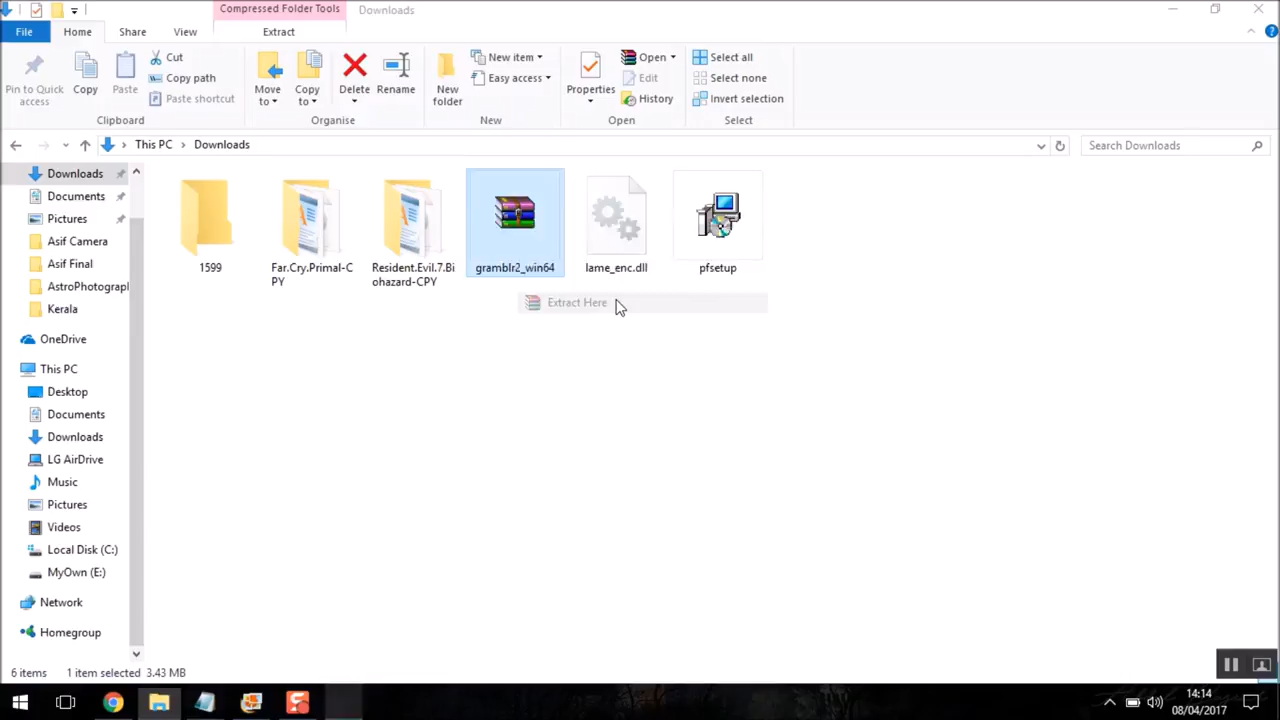 Compressed Folder Tools
Downloads
File
Home
Share
View
Extract
Pin to Quick
access
Copy
Paste
Cut
Copy path
Paste shortcut
Clipboard
Move
to
Copy
to
Delete
Rename
Organise
New
folder
New item
Easy access
New
Properties
Open
Edit
History
Open
Select all
Select none
Invert selection
Select
This PC
Downloads
Search Downloads
Downloads
Documents
Pictures
Asif Camera
Asif Final
AstroPhotograph
Kerala
OneDrive
This PC
Desktop
Documents
Downloads
LG AirDrive
Music
Pictures
Videos
Local Disk (C:)
MyOwn (E:)
Network
Homegroup
1599
Far.Cry.Primal-C
PY
Resident.Evil.7.Bi
ohazard-CPY
gramblr2_win64
lame_enc.dll
pfsetup
Extract Here
6 items
1 item selected
3.43 MB
14:14
08/04/2017